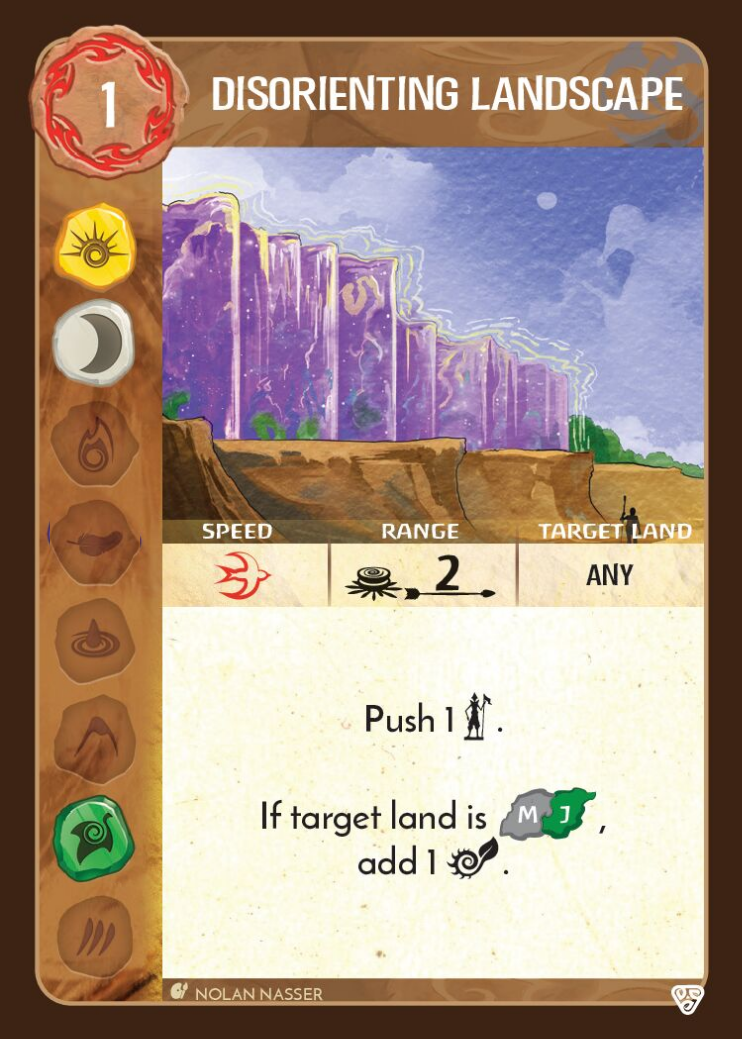 1
DISORIENTING LANDSCAPE
SPEED RANGE TARGET LAND
2 ANY
Push 1 .
If target land is M J ,
add 1 .
NOLAN NASSER